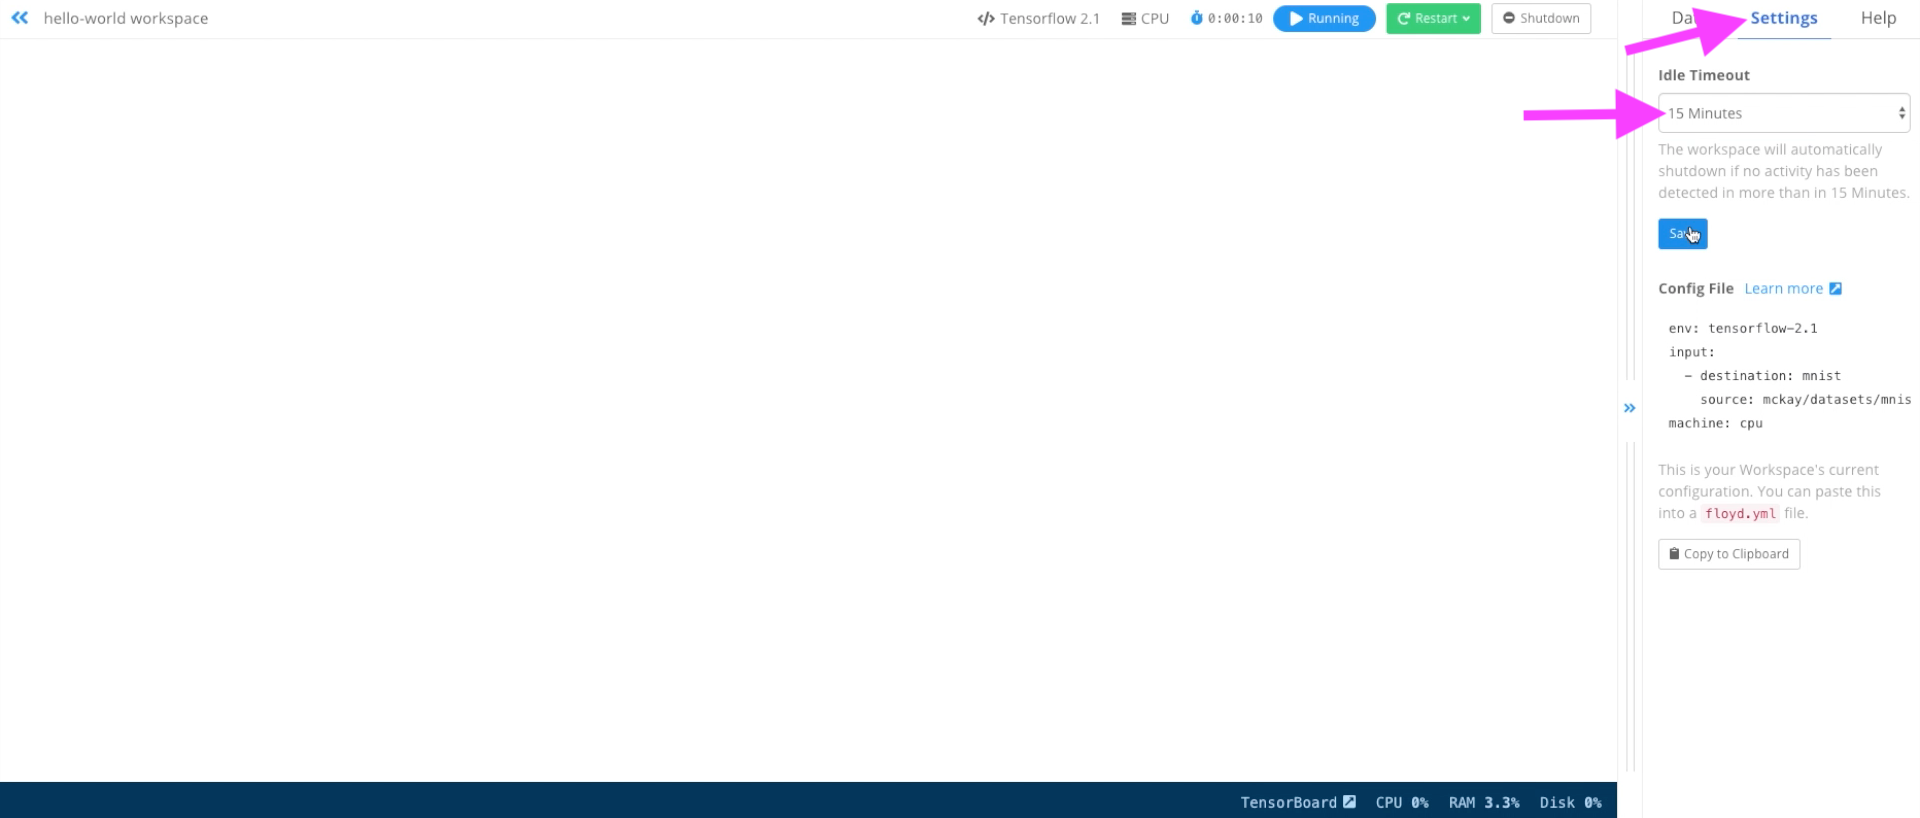 hello-world workspace
Tensorflow 2.1 CPU 0:00:10 Running Restart Shutdown
Settings Help
Idle Timeout
15 Minutes
The workspace will automatically
shutdown if no activity has been
detected in more than in 15 Minutes.
Config File Learn more
env: tensorflow-2.1
input:
- destination: mnist
source: mckay/datasets/mnis
machine: cpu
This is your Workspace's current
configuration. You can paste this
into a floyd.yml file.
Copy to Clipboard
TensorBoard CPU 0% RAM 3.3% Disk 0%